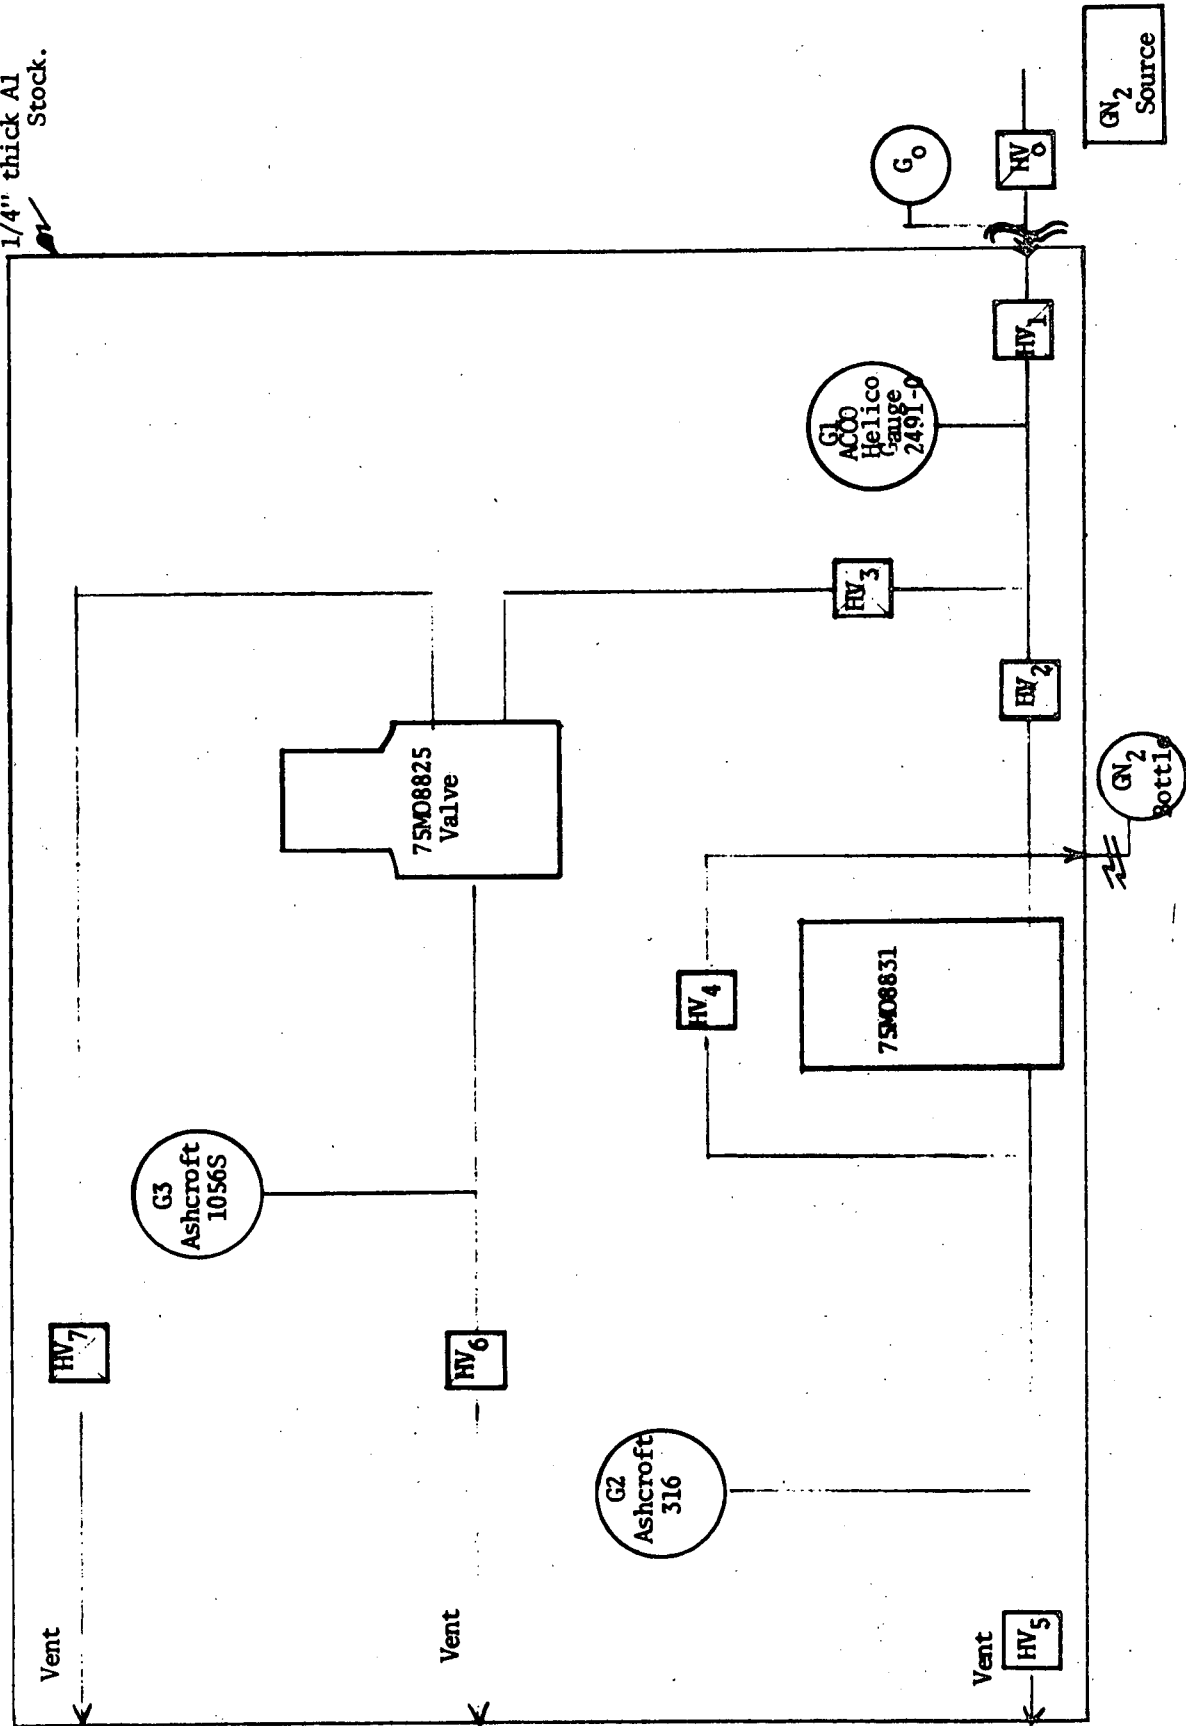 1/4" thick Al
Stock.
Vent
HV7
G3
Ashcroft
1056S
75M08825
Valve
Vent
HV6
G2
Ashcroft
316
HV4
HV3
G1
ACCO
Helico
Gauge
2491-0
G0
Vent
HV5
75M08831
GN2
Bottle
HV2
HV1
HV0
GN2
Source